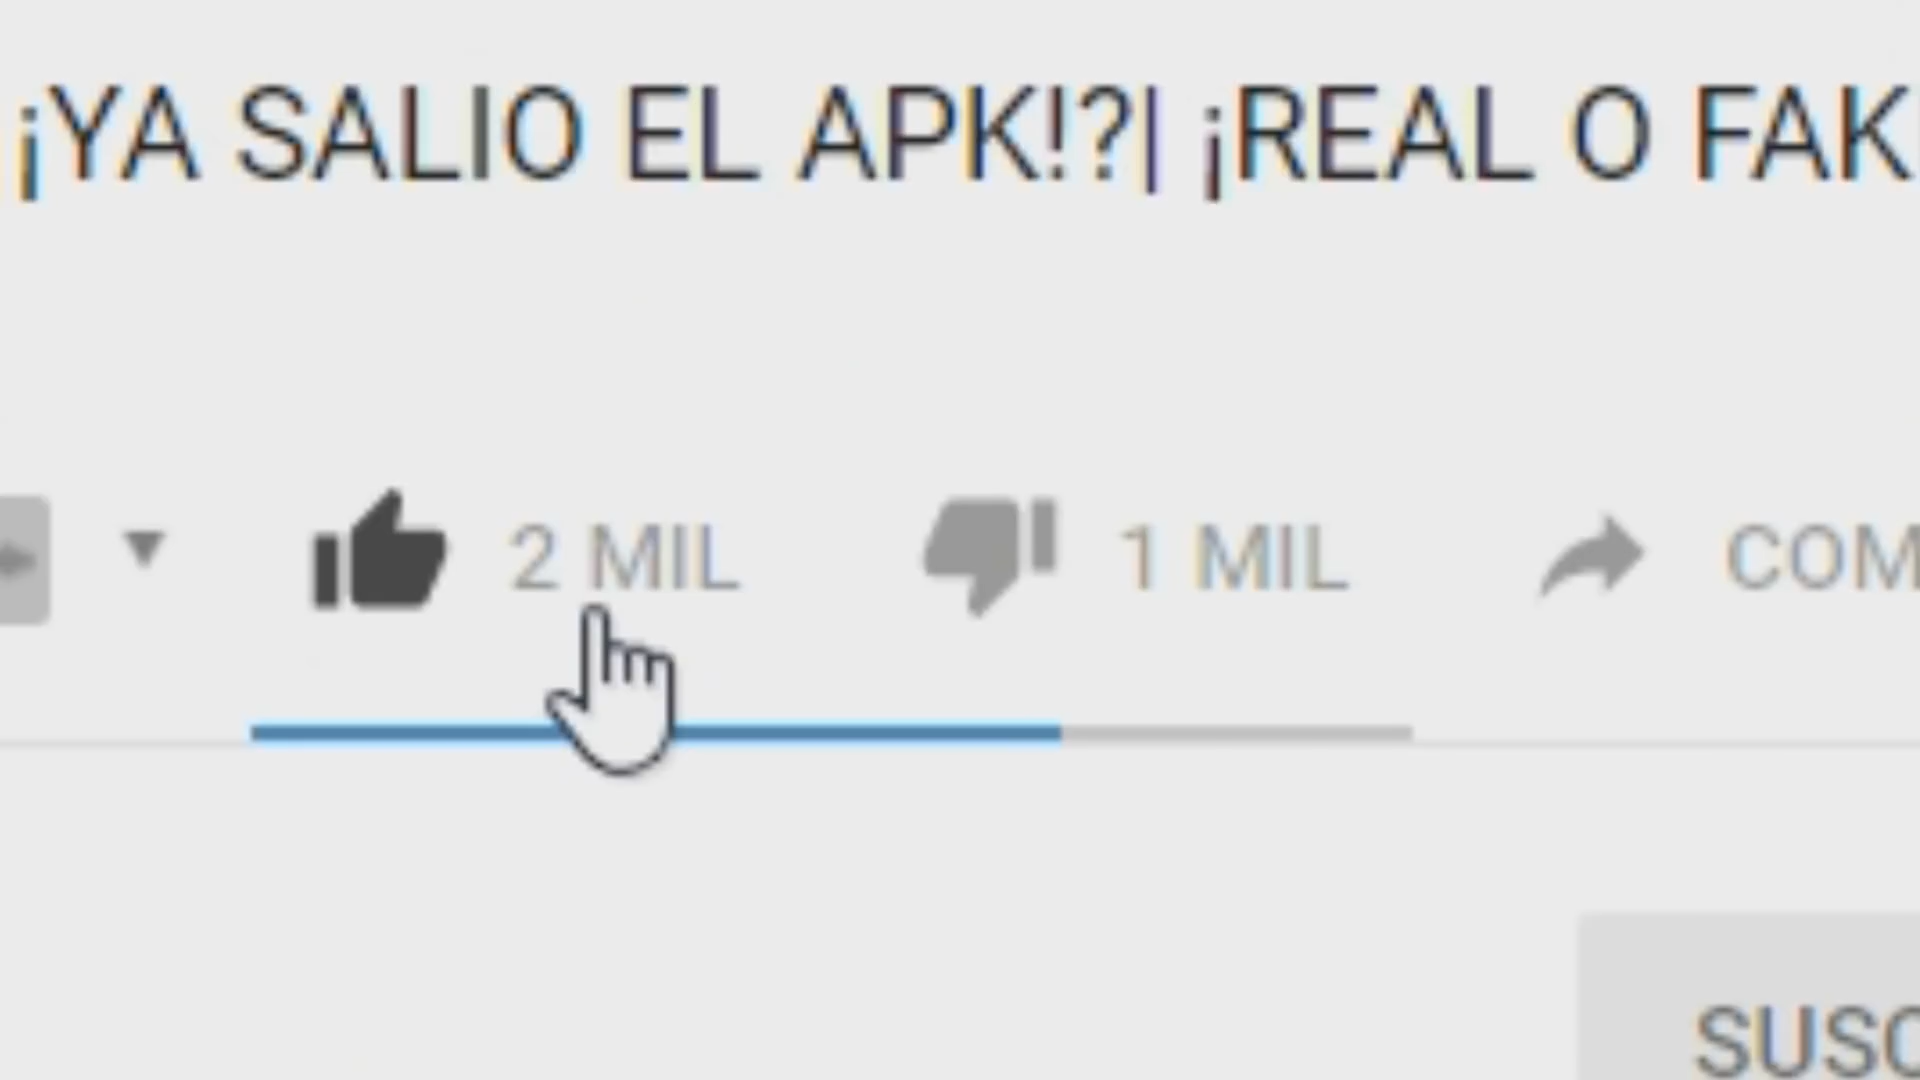 ¡YA SALIO EL APK!?| ¡REAL O FAK
2 MIL
1 MIL
COM
SUSC